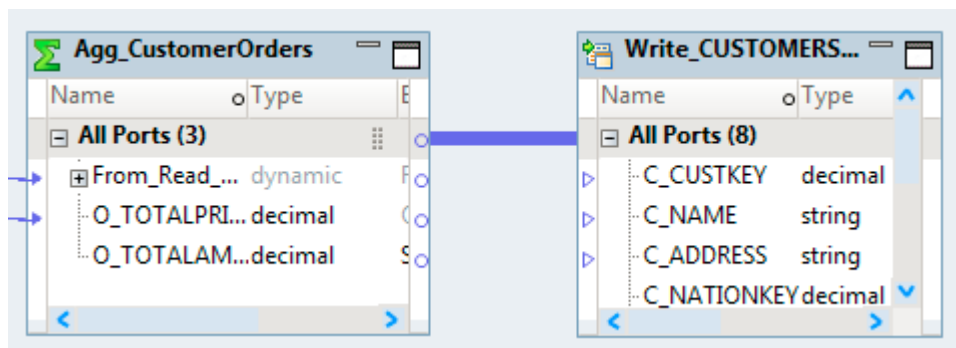 Agg_CustomerOrders
Name Type
All Ports (3)
From_Read_... dynamic
O_TOTALPRI... decimal
O_TOTALAM... decimal
Write_CUSTOMERS...
Name Type
All Ports (8)
C_CUSTKEY decimal
C_NAME string
C_ADDRESS string
C_NATIONKEY decimal